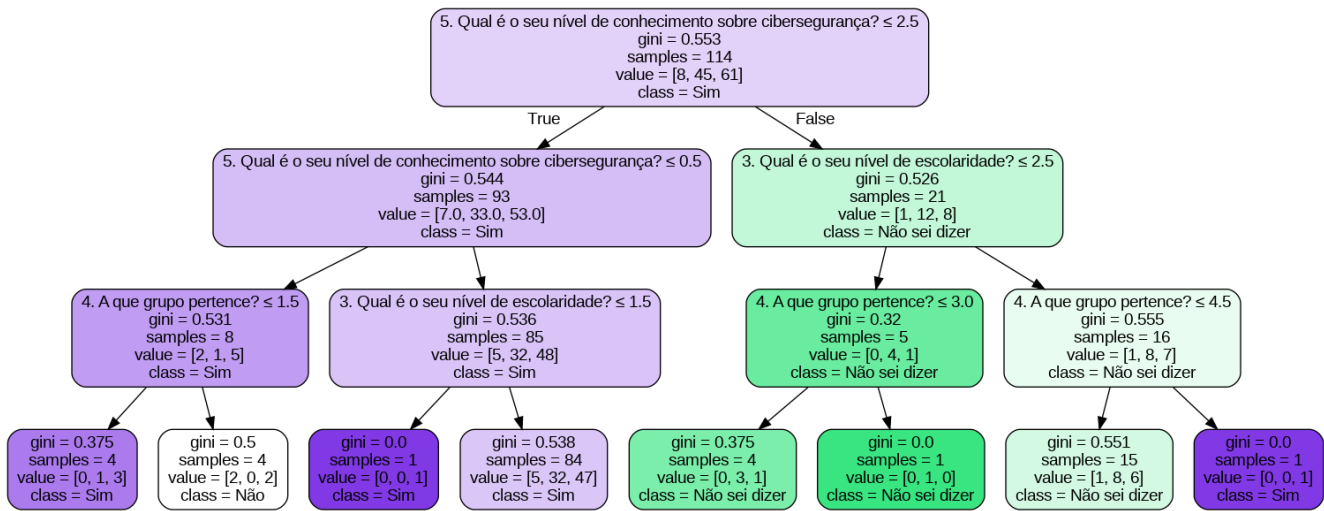 5. Qual é o seu nível de conhecimento sobre cibersegurança? ≤ 2.5
gini = 0.553
samples = 114
value = [8, 45, 61]
class = Sim
True
False
5. Qual é o seu nível de conhecimento sobre cibersegurança? ≤ 0.5
gini = 0.544
samples = 93
value = [7.0, 33.0, 53.0]
class = Sim
3. Qual é o seu nível de escolaridade? ≤ 2.5
gini = 0.526
samples = 21
value = [1, 12, 8]
class = Não sei dizer
4. A que grupo pertence? ≤ 1.5
gini = 0.531
samples = 8
value = [2, 1, 5]
class = Sim
3. Qual é o seu nível de escolaridade? ≤ 1.5
gini = 0.536
samples = 85
value = [5, 32, 48]
class = Sim
4. A que grupo pertence? ≤ 3.0
gini = 0.32
samples = 5
value = [0, 4, 1]
class = Não sei dizer
4. A que grupo pertence? ≤ 4.5
gini = 0.555
samples = 16
value = [1, 8, 7]
class = Não sei dizer
gini = 0.375
samples = 4
value = [0, 1, 3]
class = Sim
gini = 0.5
samples = 4
value = [2, 0, 2]
class = Não
gini = 0.0
samples = 1
value = [0, 0, 1]
class = Sim
gini = 0.538
samples = 84
value = [5, 32, 47]
class = Sim
gini = 0.375
samples = 4
value = [0, 3, 1]
class = Não sei dizer
gini = 0.0
samples = 1
value = [0, 1, 0]
class = Não sei dizer
gini = 0.551
samples = 15
value = [1, 8, 6]
class = Não sei dizer
gini = 0.0
samples = 1
value = [0, 0, 1]
class = Sim